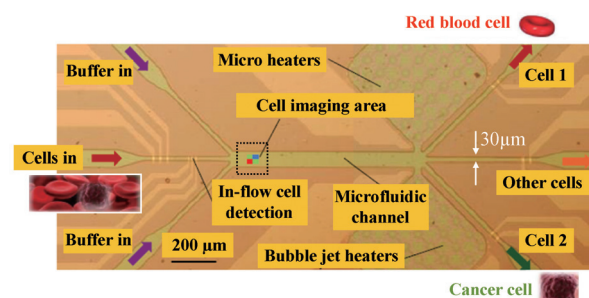 Red blood cell
Buffer in
Micro heaters
Cell 1
Cell imaging area
30μm
Cells in
In-flow cell
detection
Microfluidic
channel
Other cells
Buffer in
200 μm
Bubble jet heaters
Cell 2
Cancer cell